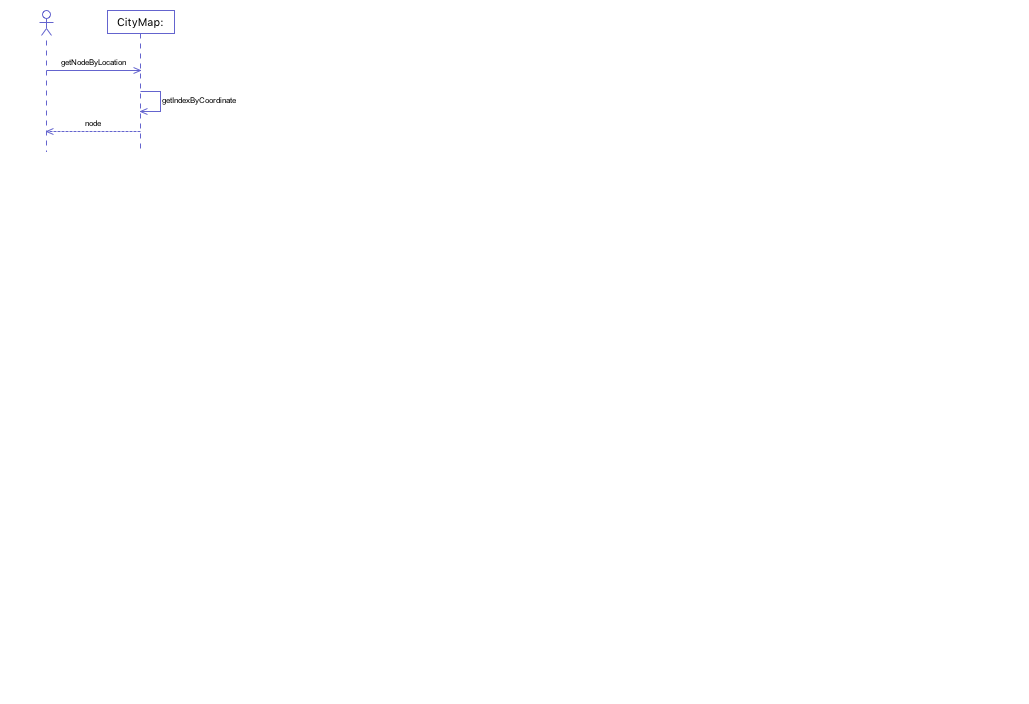 CityMap:
getNodeByLocation
getIndexByCoordinate
node